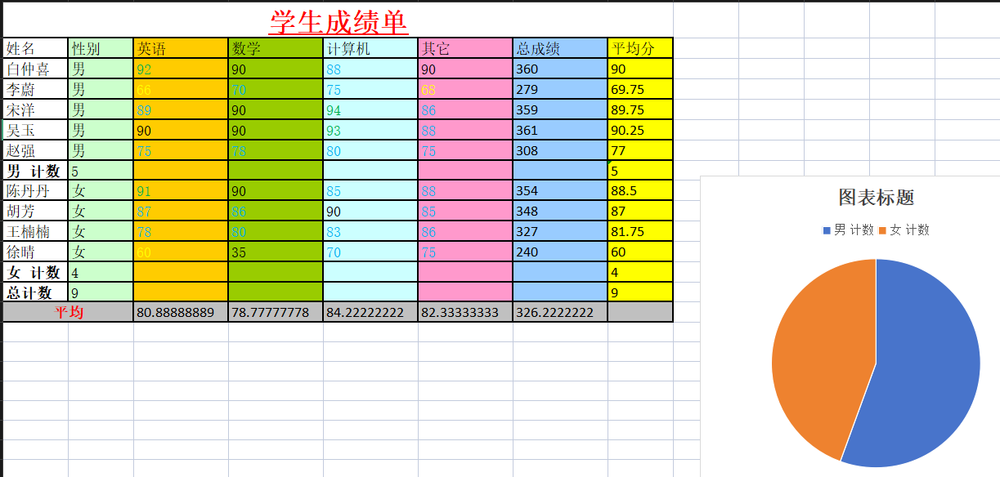 学生成绩单
姓名 性别 英语 数学 计算机 其它 总成绩 平均分
白仲喜 男 92 90 88 90 360 90
李蔚 男 66 70 75 68 279 69.75
宋洋 男 89 90 94 86 359 89.75
吴玉 男 90 90 93 88 361 90.25
赵强 男 75 78 80 75 308 77
男 计数 5 5
陈丹丹 女 91 90 85 88 354 88.5
胡芳 女 87 86 90 85 348 87
王楠楠 女 78 80 83 86 327 81.75
徐晴 女 60 35 70 75 240 60
女 计数 4 4
总计数 9 9
平均 80.88888889 78.77777778 84.22222222 82.33333333 326.2222222
图表标题
男 计数 女 计数